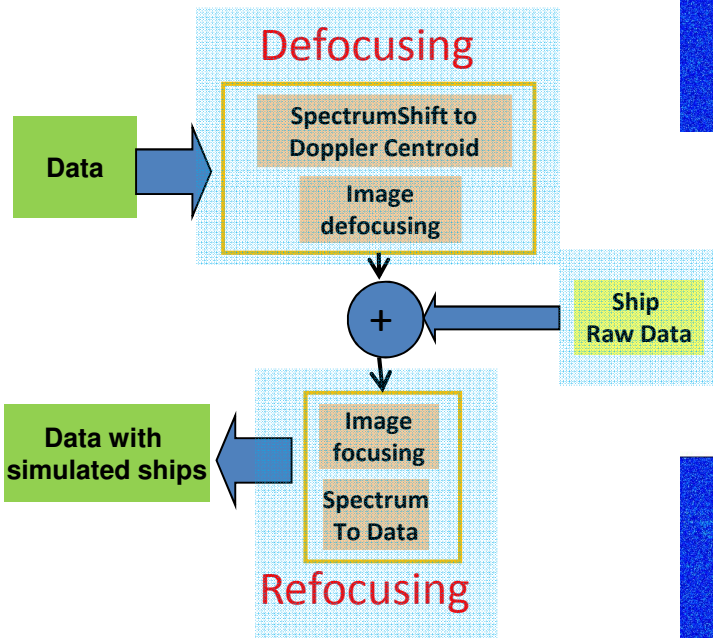 Defocusing
SpectrumShift to
Doppler Centroid
Data
Image
defocusing
+
Ship
Raw Data
Image
focusing
Data with
simulated ships
Spectrum
To Data
Refocusing